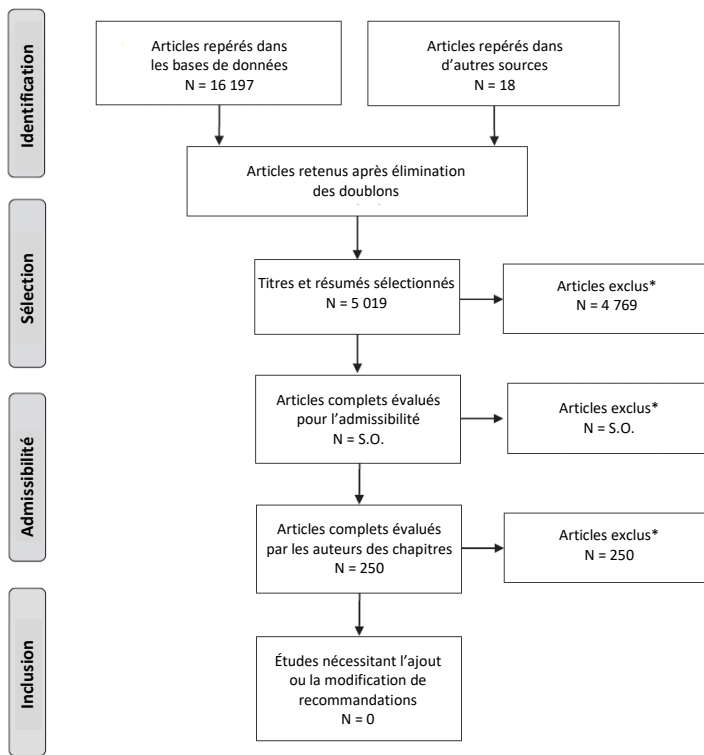 Identification
Articles repérés dans
les bases de données
N = 16 197
Articles repérés dans
d’autres sources
N = 18
Articles retenus après élimination
des doublons
Sélection
Titres et résumés sélectionnés
N = 5 019
Articles exclus*
N = 4 769
Admissibilité
Articles complets évalués
pour l’admissibilité
N = S.O.
Articles exclus*
N = S.O.
Articles complets évalués
par les auteurs des chapitres
N = 250
Articles exclus*
N = 250
Inclusion
Études nécessitant l’ajout
ou la modification de
recommandations
N = 0